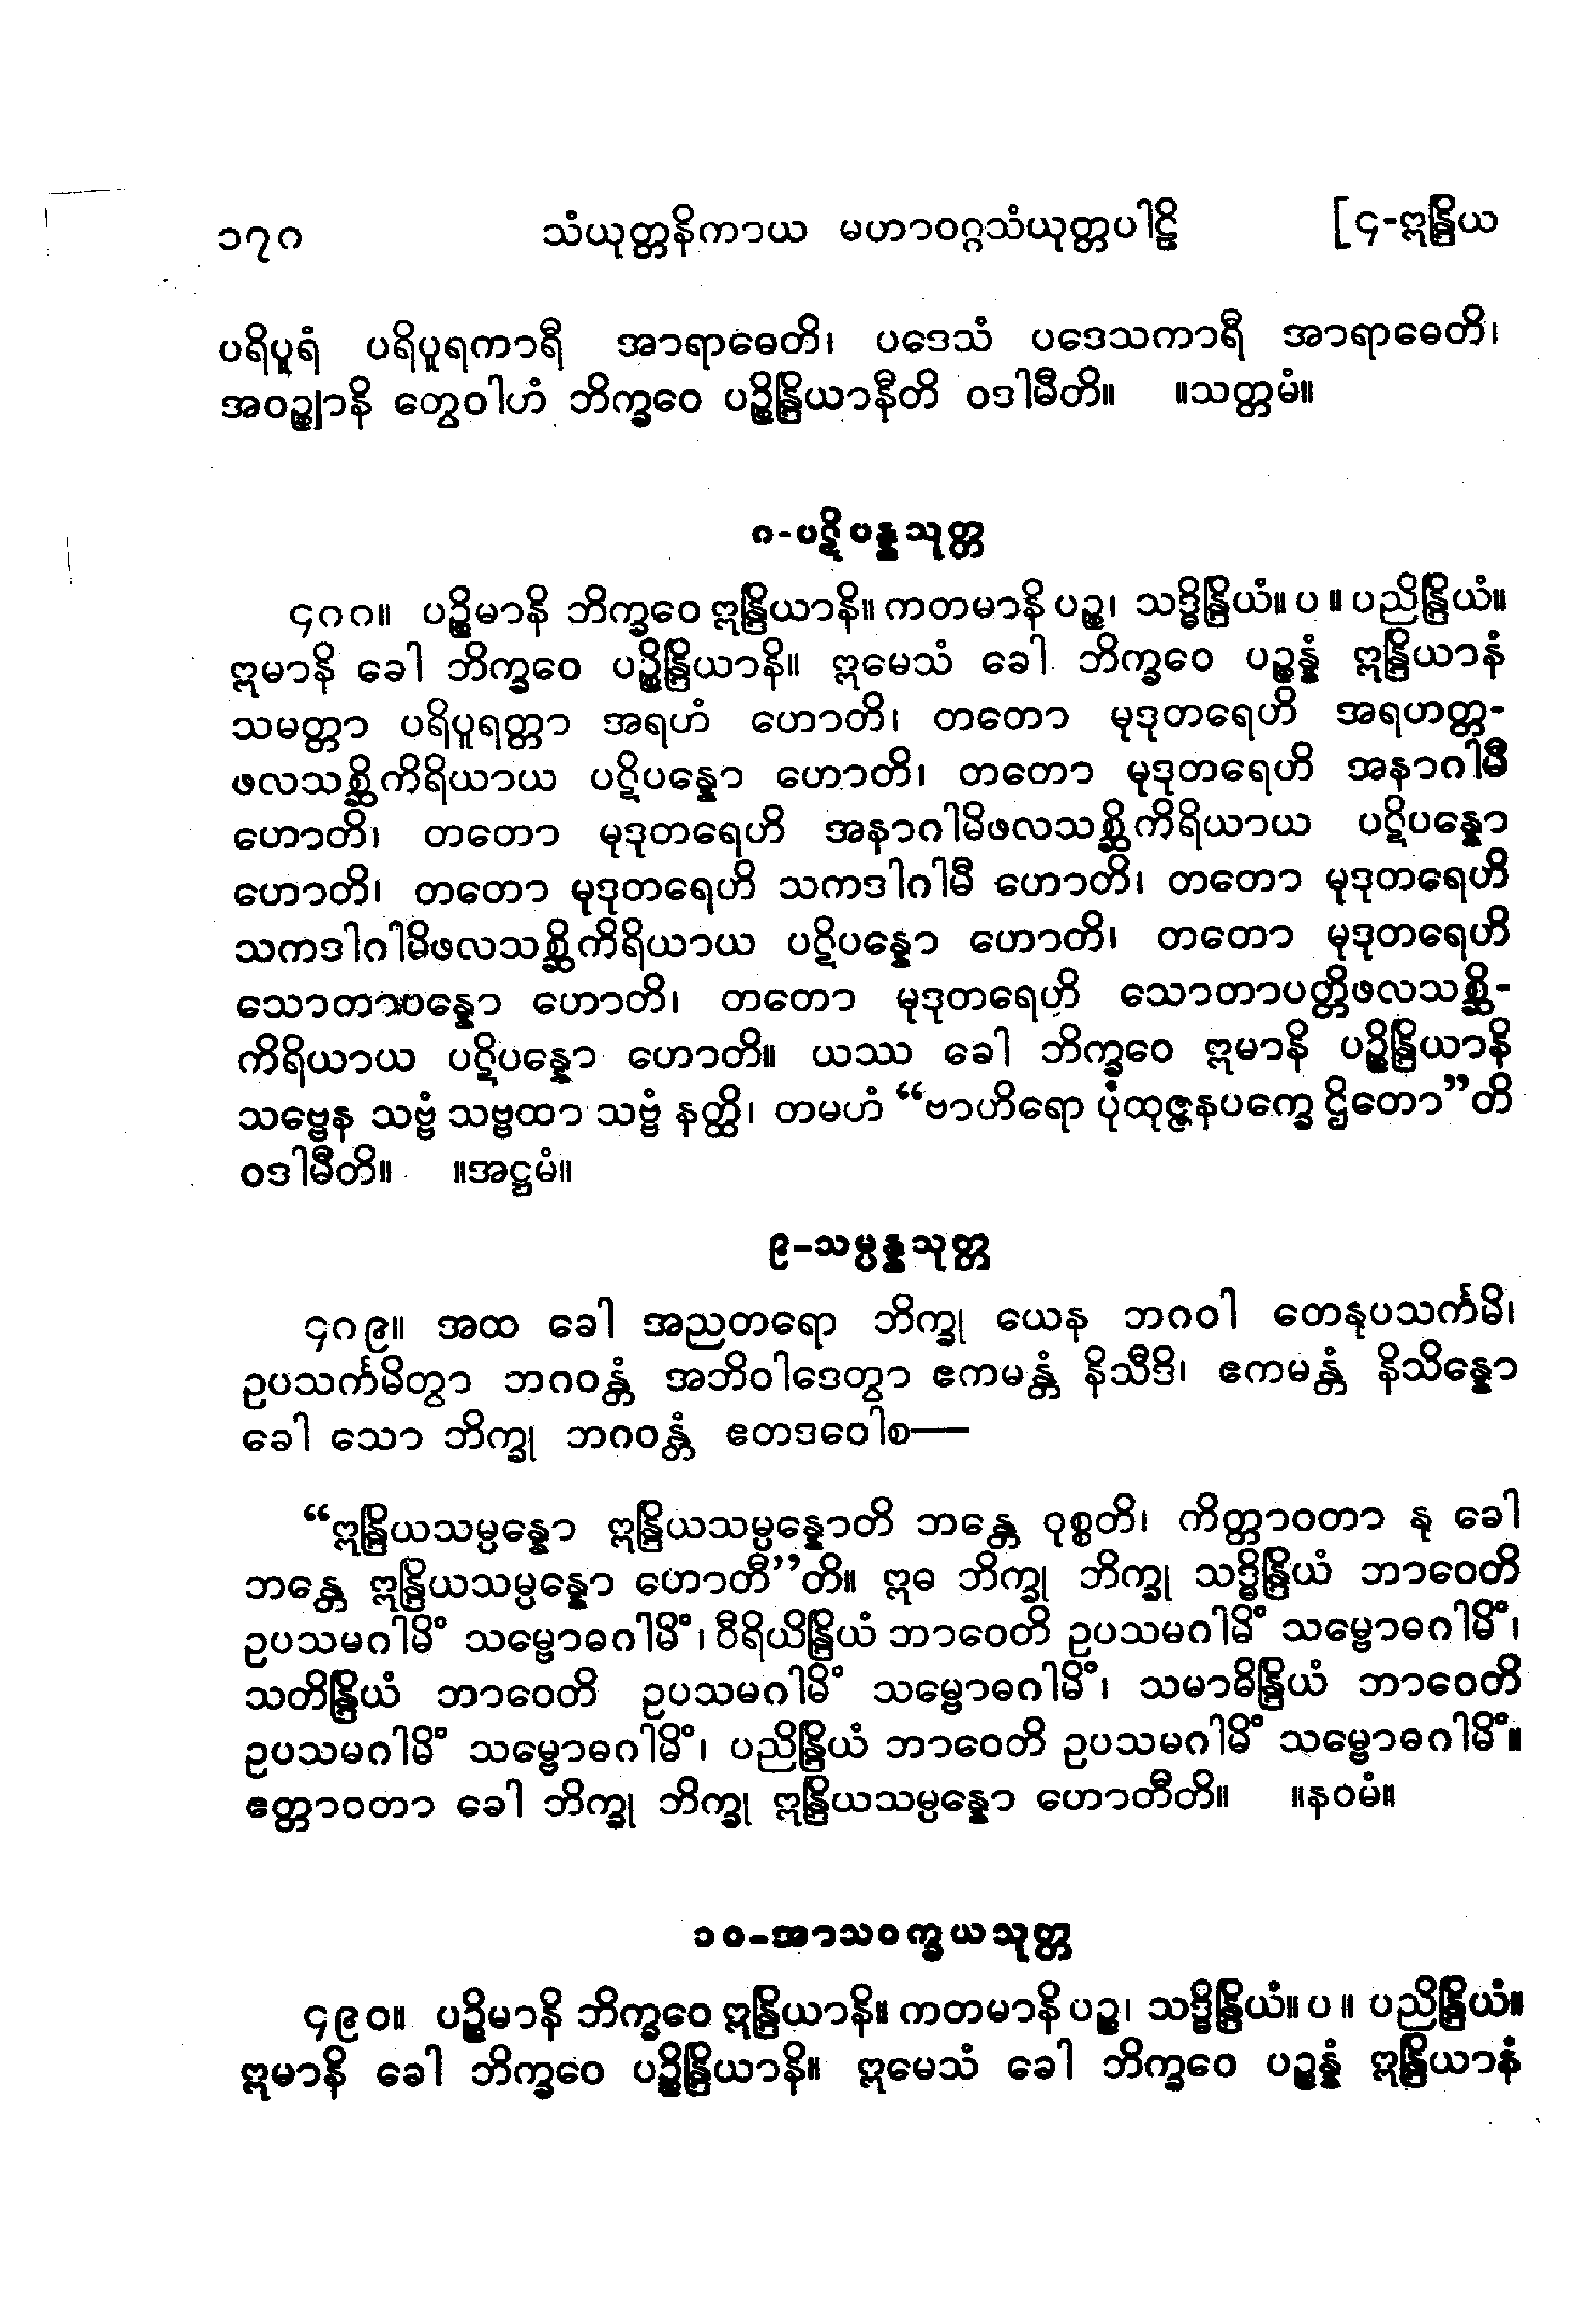 ၁၇၈ သံယုတ္တနိကာယ မဟာဝဂ္ဂသံယုတ္တပါဠိ [၄-ဣန္ဒြိယ
ပရိပူရံ ပရိပူရကာရီ အာရာဓေတိ၊ ပဒေသံ ပဒေသကာရီ အာရာဓေတိ၊
အဝဉ္ဈာနိ တွေဝါဟံ ဘိက္ခဝေ ပဉ္စိန္ဒြိယာနီတိ ဝဒါမီတိ။ ။သတ္တမံ။
၈-ပဋိပန္နသုတ္တ
၄၈၈။ ပဉ္စိမာနိ ဘိက္ခဝေ ဣန္ဒြိယာနိ။ ကတမာနိ ပဉ္စ၊ သဒ္ဓိန္ဒြိယံ။ ပ ။ ပညိန္ဒြိယံ။
ဣမာနိ ခေါ ဘိက္ခဝေ ပဉ္စိန္ဒြိယာနိ။ ဣမေသံ ခေါ ဘိက္ခဝေ ပဉ္စန္နံ ဣန္ဒြိယာနံ
သမတ္တာ ပရိပူရတ္တာ အရဟံ ဟောတိ၊ တတော မုဒုတရေဟိ အရဟတ္တ-
ဖလသစ္ဆိကိရိယာယ ပဋိပန္နော ဟောတိ၊ တတော မုဒုတရေဟိ အနာဂါမီ
ဟောတိ၊ တတော မုဒုတရေဟိ အနာဂါမိဖလသစ္ဆိကိရိယာယ ပဋိပန္နော
ဟောတိ၊ တတော မုဒုတရေဟိ သကဒါဂါမီ ဟောတိ၊ တတော မုဒုတရေဟိ
သကဒါဂါမိဖလသစ္ဆိကိရိယာယ ပဋိပန္နော ဟောတိ၊ တတော မုဒုတရေဟိ
သောတာပန္နော ဟောတိ၊ တတော မုဒုတရေဟိ သောတာပတ္တိဖလသစ္ဆိ-
ကိရိယာယ ပဋိပန္နော ဟောတိ။ ယဿ ခေါ ဘိက္ခဝေ ဣမာနိ ပဉ္စိန္ဒြိယာနိ
သဗ္ဗေန သဗ္ဗံ သဗ္ဗထာ သဗ္ဗံ နတ္ထိ၊ တမဟံ “ဗာဟိရော ပုထုဇ္ဇနပက္ခေ ဌိတော”တိ
ဝဒါမီတိ။ ။အဋ္ဌမံ။
၉-သမ္ပန္နသုတ္တ
၄၈၉။ အထ ခေါ အညတရော ဘိက္ခု ယေန ဘဂဝါ တေနုပသင်္ကမိ၊
ဥပသင်္ကမိတွာ ဘဂဝန္တံ အဘိဝါဒေတွာ ဧကမန္တံ နိသီဒိ၊ ဧကမန္တံ နိသိန္နော
ခေါ သော ဘိက္ခု ဘဂဝန္တံ ဧတဒဝေါစ—
“ဣန္ဒြိယသမ္ပန္နော ဣန္ဒြိယသမ္ပန္နောတိ ဘန္တေ ဝုစ္စတိ၊ ကိတ္တာဝတာ နု ခေါ
ဘန္တေ ဣန္ဒြိယသမ္ပန္နော ဟောတီ”တိ။ ဣဓ ဘိက္ခု ဘိက္ခု သဒ္ဓိန္ဒြိယံ ဘာဝေတိ
ဥပသမဂါမိံ သမ္ဗောဓဂါမိံ၊ ဝီရိယိန္ဒြိယံ ဘာဝေတိ ဥပသမဂါမိံ သမ္ဗောဓဂါမိံ၊
သတိန္ဒြိယံ ဘာဝေတိ ဥပသမဂါမိံ သမ္ဗောဓဂါမိံ၊ သမာဓိန္ဒြိယံ ဘာဝေတိ
ဥပသမဂါမိံ သမ္ဗောဓဂါမိံ၊ ပညိန္ဒြိယံ ဘာဝေတိ ဥပသမဂါမိံ သမ္ဗောဓဂါမိံ။
ဧတ္တာဝတာ ခေါ ဘိက္ခု ဘိက္ခု ဣန္ဒြိယသမ္ပန္နော ဟောတီတိ။ ။နဝမံ။
၁၀-အာသဝက္ခယသုတ္တ
၄၉၀။ ပဉ္စိမာနိ ဘိက္ခဝေ ဣန္ဒြိယာနိ။ ကတမာနိ ပဉ္စ၊ သဒ္ဓိန္ဒြိယံ။ ပ ။ ပညိန္ဒြိယံ။
ဣမာနိ ခေါ ဘိက္ခဝေ ပဉ္စိန္ဒြိယာနိ။ ဣမေသံ ခေါ ဘိက္ခဝေ ပဉ္စန္နံ ဣန္ဒြိယာနံ